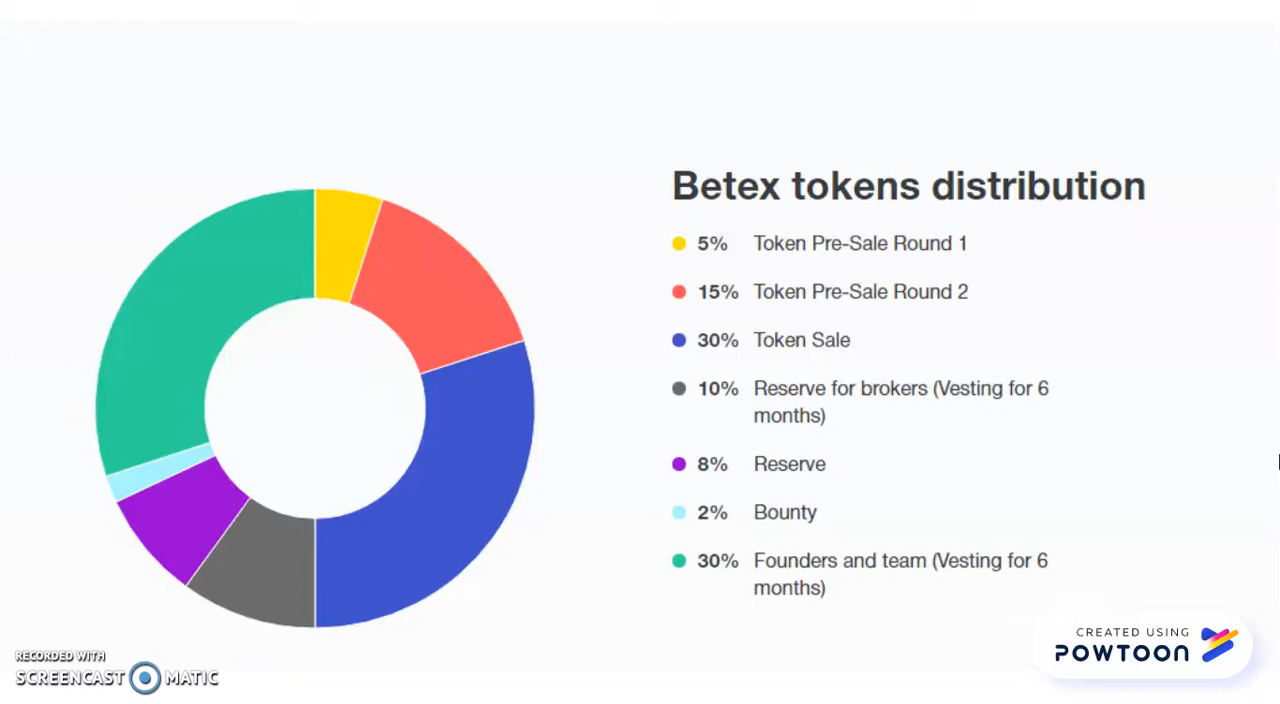 Betex tokens distribution
5% Token Pre-Sale Round 1
15% Token Pre-Sale Round 2
30% Token Sale
10% Reserve for brokers (Vesting for 6
months)
8% Reserve
2% Bounty
30% Founders and team (Vesting for 6
months)
CREATED USING
POWTOON
RECORDED WITH
SCREENCAST MATIC